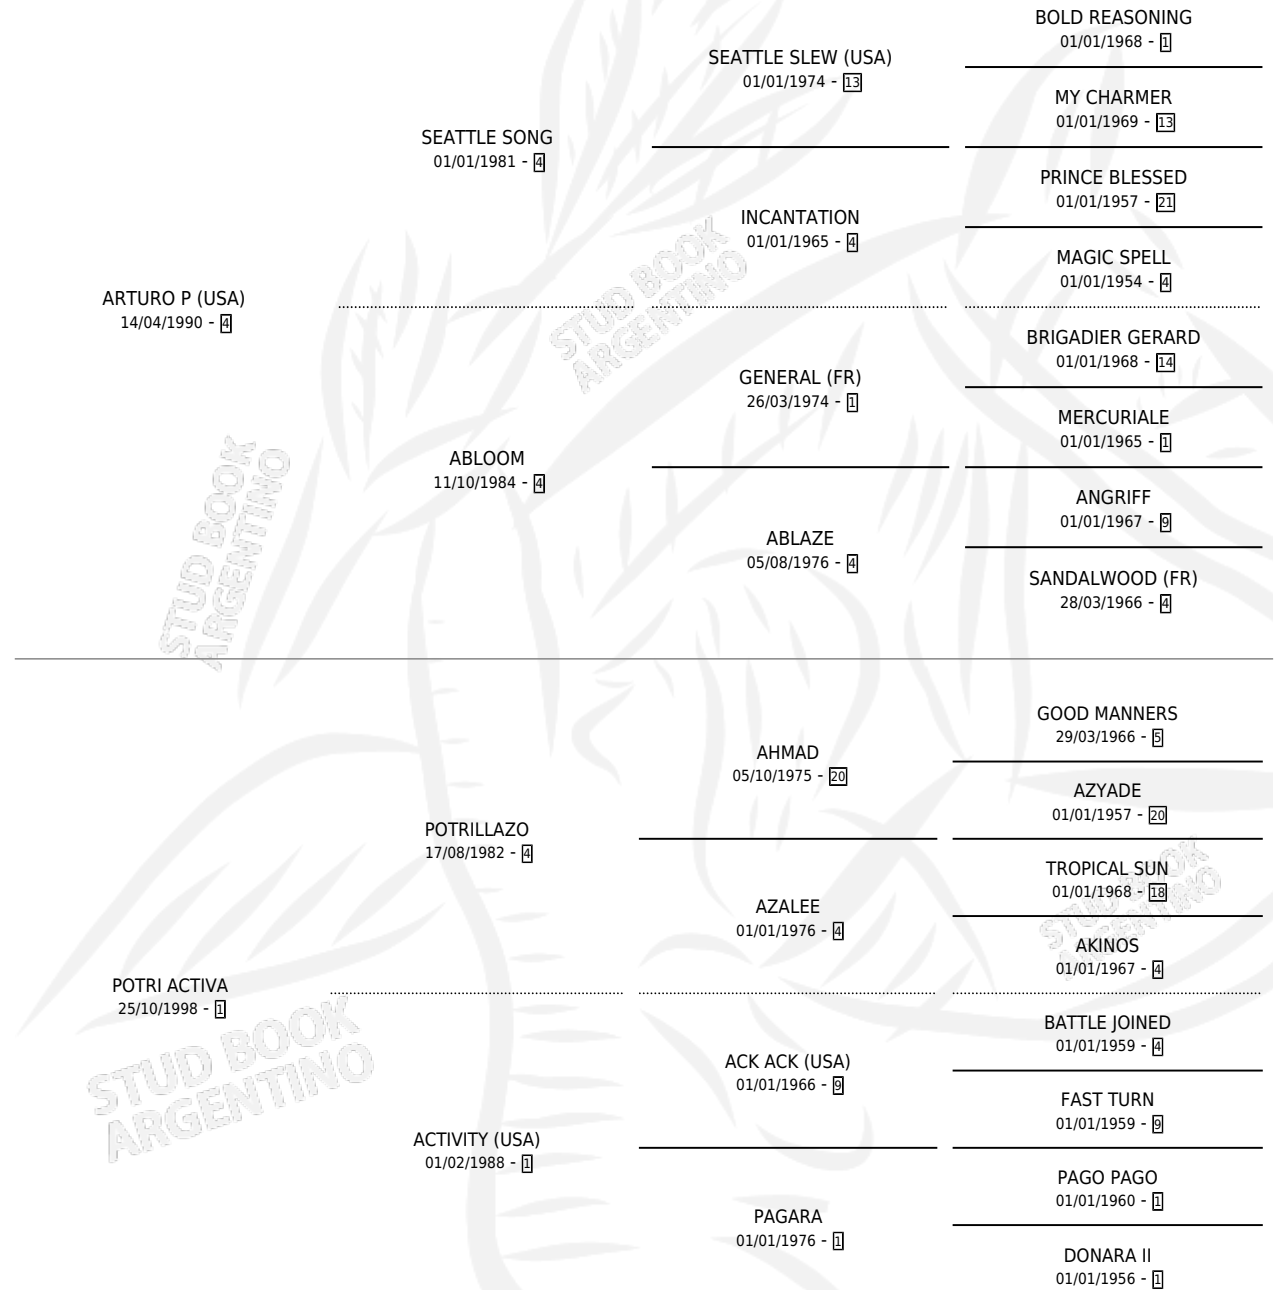 BOLD REASONING
01/01/1968 - 1
SEATTLE SLEW (USA)
01/01/1974 - 13
MY CHARMER
01/01/1969 - 13
SEATTLE SONG
01/01/1981 - 4
PRINCE BLESSED
01/01/1957 - 21
INCANTATION
01/01/1965 - 4
MAGIC SPELL
01/01/1954 - 4
STUD BOOK
ARGENTINO
ARTURO P (USA)
14/04/1990 - 4
BRIGADIER GERARD
01/01/1968 - 14
GENERAL (FR)
26/03/1974 - 1
MERCURIALE
01/01/1965 - 1
ABLOOM
11/10/1984 - 4
ANGRIFF
01/01/1967 - 9
ABLAZE
05/08/1976 - 4
SANDALWOOD (FR)
28/03/1966 - 4
STUD BOOK
ARGENTINO
GOOD MANNERS
29/03/1966 - 5
AHMAD
05/10/1975 - 20
AZYADE
01/01/1957 - 20
POTRILLAZO
17/08/1982 - 4
TROPICAL SUN
01/01/1968 - 18
AZALEE
01/01/1976 - 4
AKINOS
01/01/1967 - 4
STUD BOOK
ARGENTINO
POTRI ACTIVA
25/10/1998 - 1
BATTLE JOINED
01/01/1959 - 4
ACK ACK (USA)
01/01/1966 - 9
FAST TURN
01/01/1959 - 9
STUD BOOK
ARGENTINO
ACTIVITY (USA)
01/02/1988 - 1
PAGO PAGO
01/01/1960 - 1
PAGARA
01/01/1976 - 1
DONARA II
01/01/1956 - 1